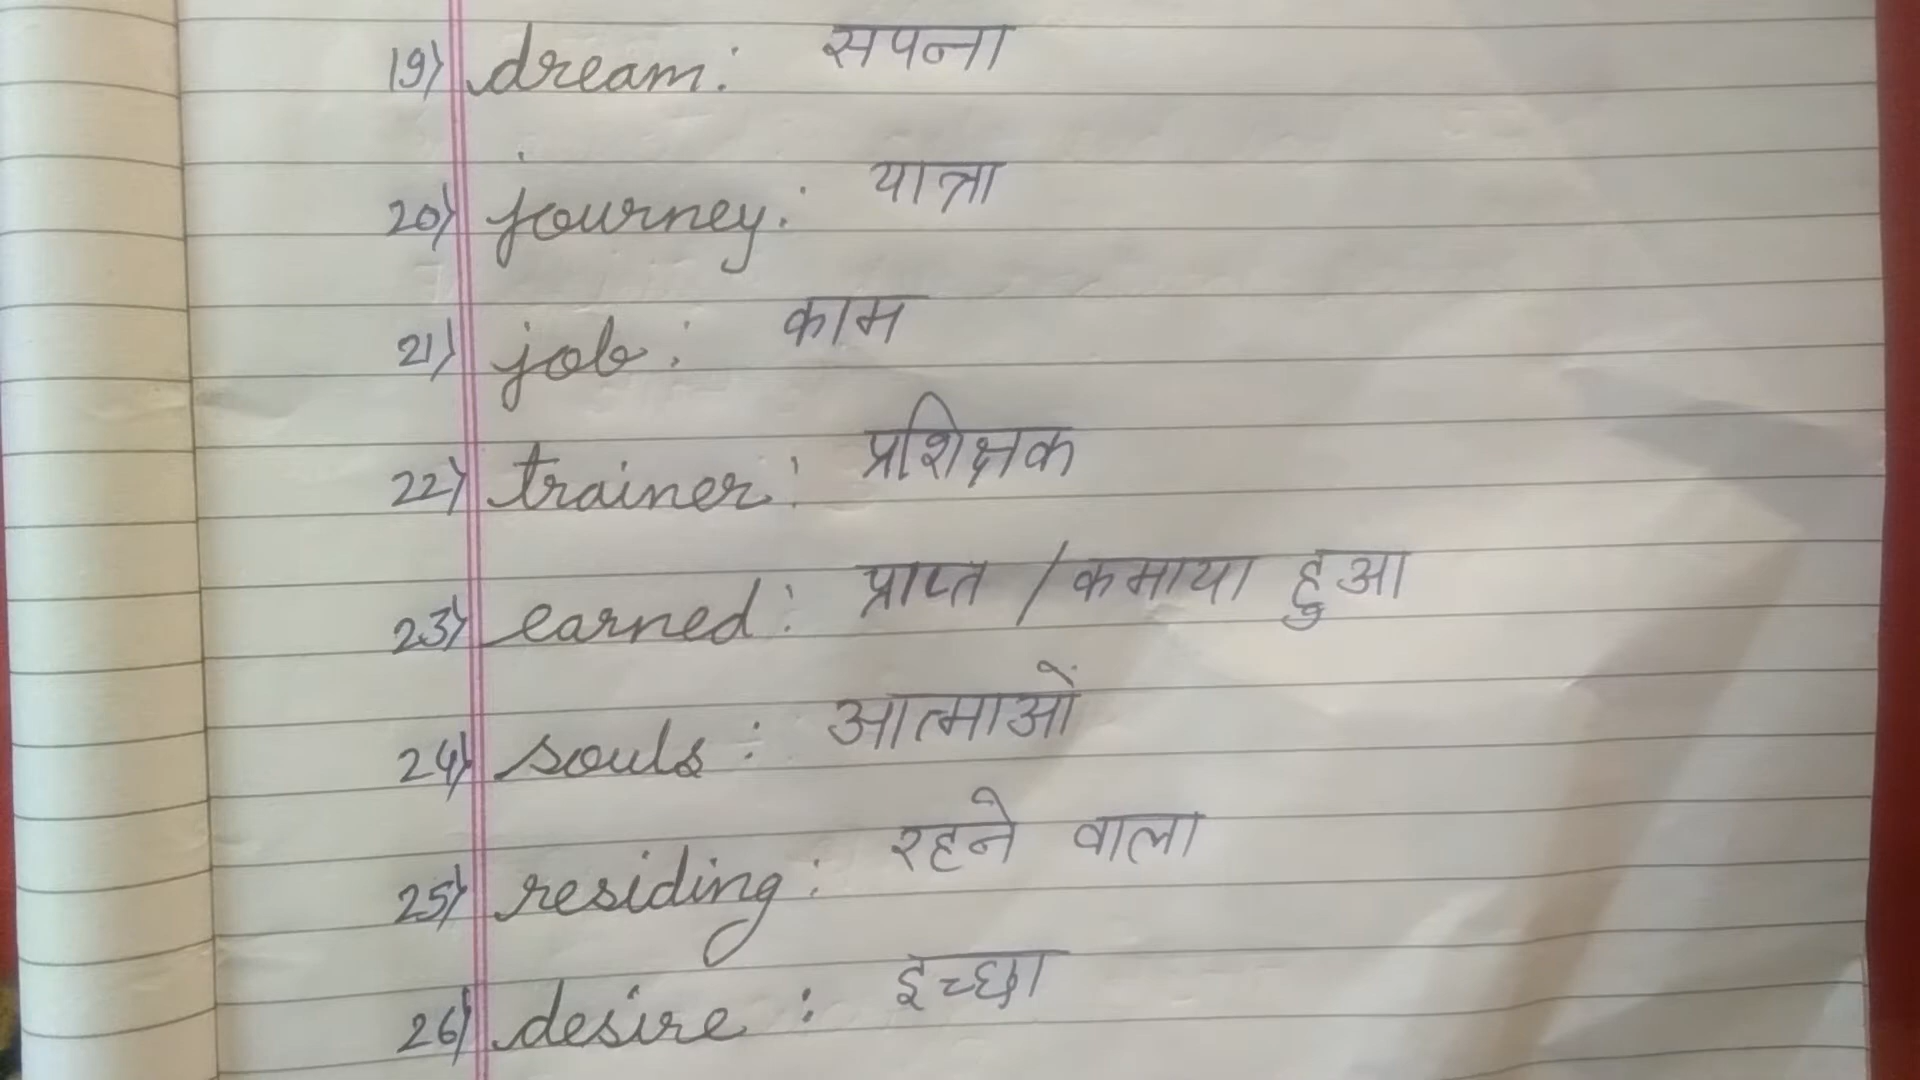 19) dream: सपना
20) journey: यात्रा
21) job: काम
22) trainer: प्रशिक्षक
23) earned: प्राप्त / कमाया हुआ
24) souls: आत्माओं
25) residing: रहने वाला
26) desire: इच्छा